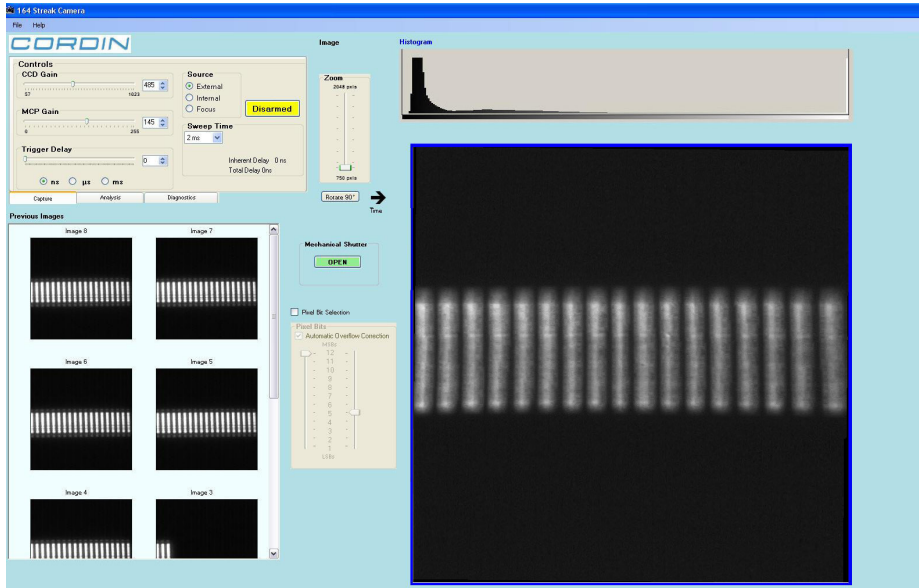 164 Streak Camera
File Help
CORDIN
Image
Histogram
Controls
CCD Gain
485
57 1023
MCP Gain
145
0 255
Trigger Delay
0
ns µs ms
Source
External
Internal
Focus
Disarmed
Sweep Time
2 ms
Inherent Delay 0 ns
Total Delay 0ns
Zoom
2048 pxls
750 pxls
Rotate 90°
Time
Capture Analysis Diagnostics
Previous Images
Image 8 Image 7
Image 6 Image 5
Image 4 Image 3
Mechanical Shutter
OPEN
Pixel Bit Selection
Pixel Bits
Automatic Overflow Correction
12
11
10
9
8
7
6
5
4
3
2
1